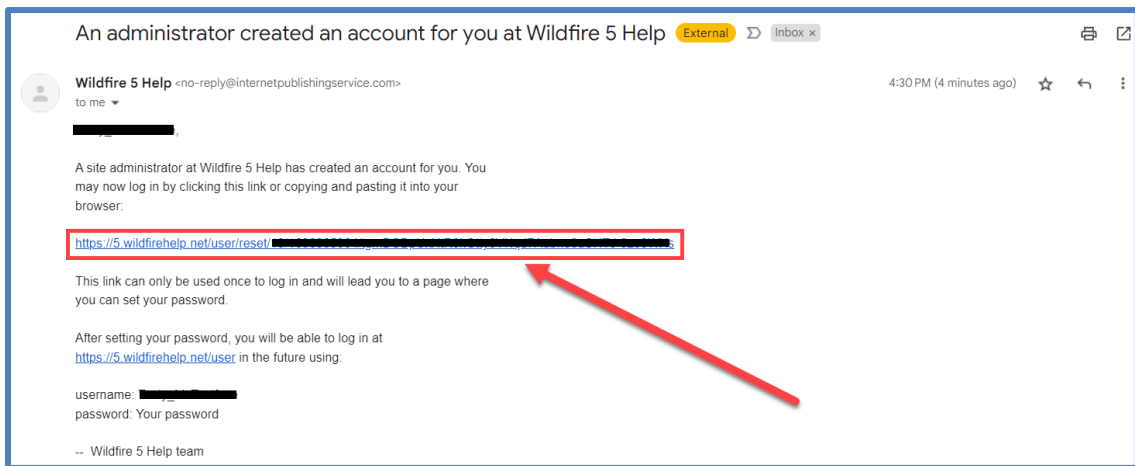 An administrator created an account for you at Wildfire 5 Help External Inbox ×
Wildfire 5 Help <no-reply@internetpublishingservice.com> 4:30 PM (4 minutes ago)
to me
,
A site administrator at Wildfire 5 Help has created an account for you. You
may now log in by clicking this link or copying and pasting it into your
browser:
https://5.wildfirehelp.net/user/reset/
This link can only be used once to log in and will lead you to a page where
you can set your password.
After setting your password, you will be able to log in at
https://5.wildfirehelp.net/user in the future using:
username:
password: Your password
-- Wildfire 5 Help team